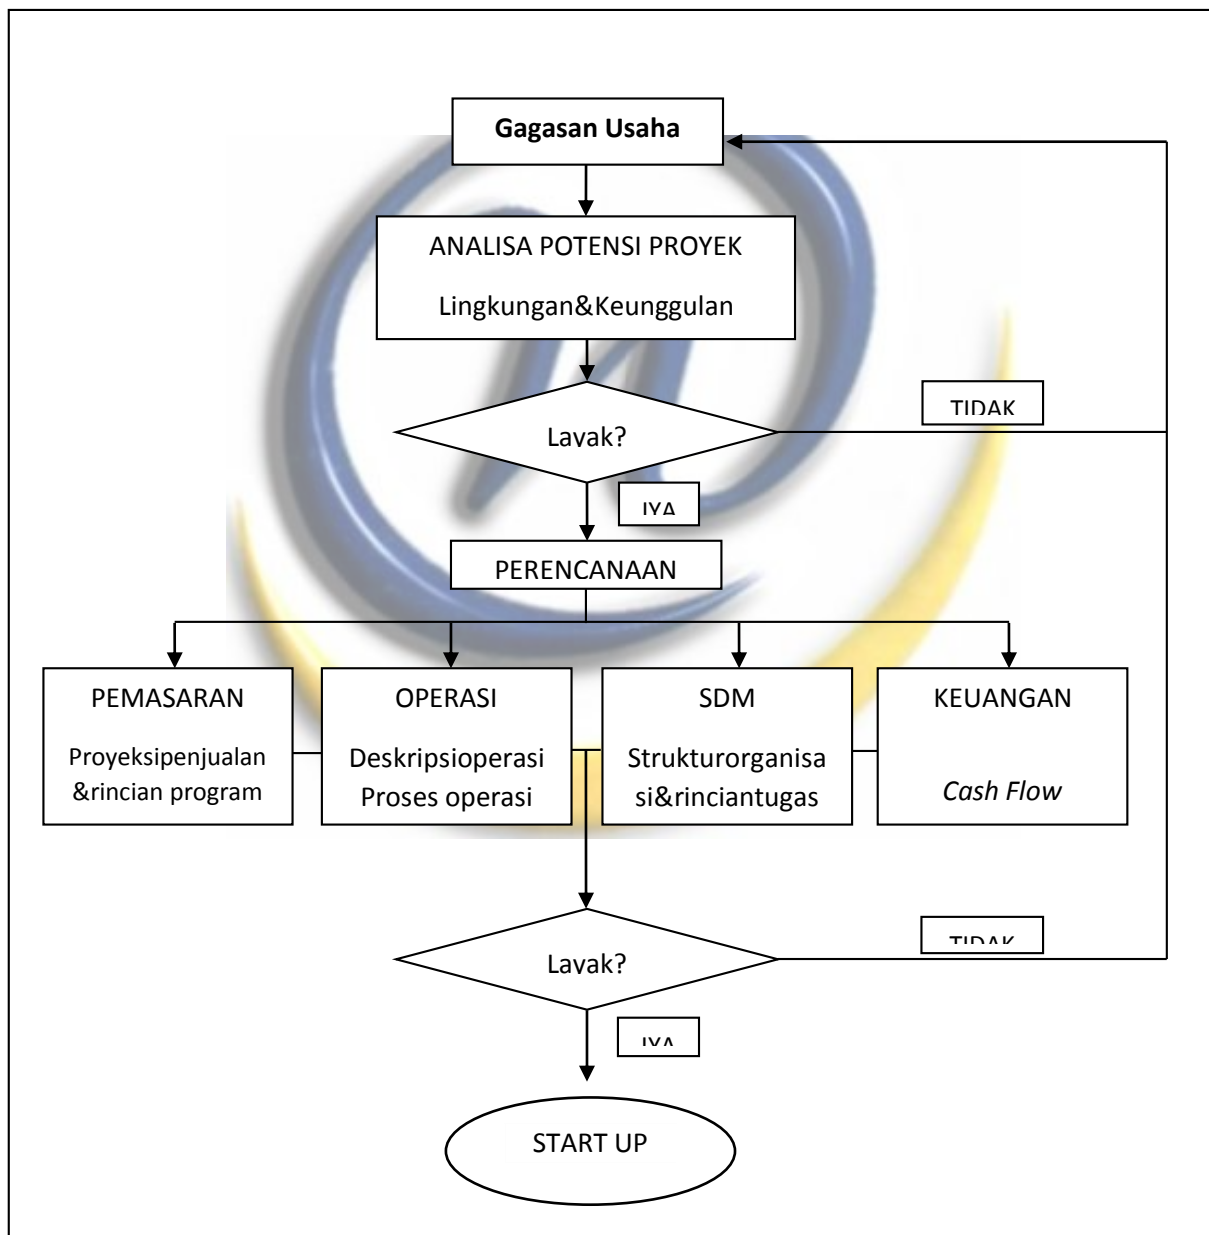 Gagasan Usaha
ANALISA POTENSI PROYEK
Lingkungan&Keunggulan
Layak?
TIDAK
IYA
PERENCANAAN
PEMASARAN
Proyeksipenjualan
&rincian program
OPERASI
Deskripsioperasi
Proses operasi
SDM
Strukturorganisa
si&rinciantugas
KEUANGAN
Cash Flow
Layak?
TIDAK
IYA
START UP